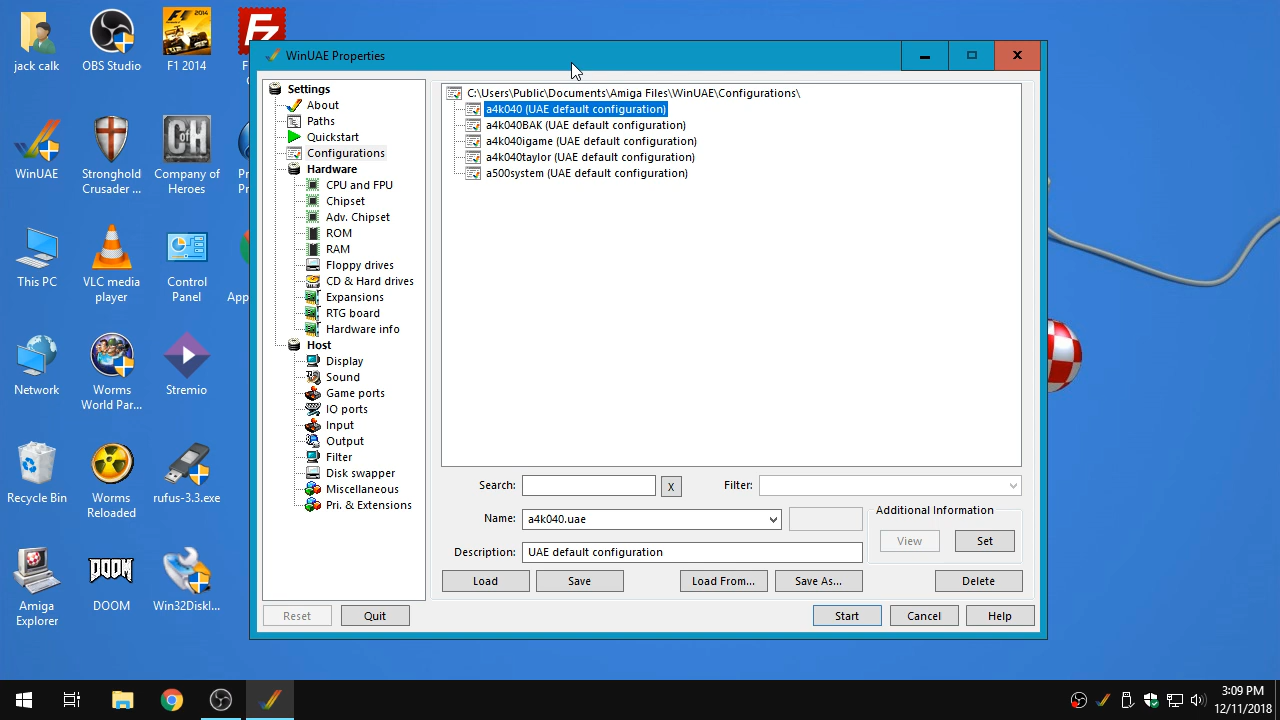 jack calk
OBS Studio
F1 2014
WinUAE
Stronghold
Crusader ...
Company of
Heroes
This PC
VLC media
player
Control
Panel
Network
Worms
World Par...
Stremio
Recycle Bin
Worms
Reloaded
rufus-3.3.exe
Amiga
Explorer
DOOM
DOOM
Win32DiskI...
WinUAE Properties
Settings
About
Paths
Quickstart
Configurations
Hardware
CPU and FPU
Chipset
Adv. Chipset
ROM
RAM
Floppy drives
CD & Hard drives
Expansions
RTG board
Hardware info
Host
Display
Sound
Game ports
IO ports
Input
Output
Filter
Disk swapper
Miscellaneous
Pri. & Extensions
C:\Users\Public\Documents\Amiga Files\WinUAE\Configurations\
a4k040 (UAE default configuration)
a4k040BAK (UAE default configuration)
a4k040igame (UAE default configuration)
a4k040taylor (UAE default configuration)
a500system (UAE default configuration)
Search:
X
Filter:
Name:
a4k040.uae
Additional Information
View
Set
Description:
UAE default configuration
Load
Save
Load From...
Save As...
Delete
Reset
Quit
Start
Cancel
Help
3:09 PM
12/11/2018